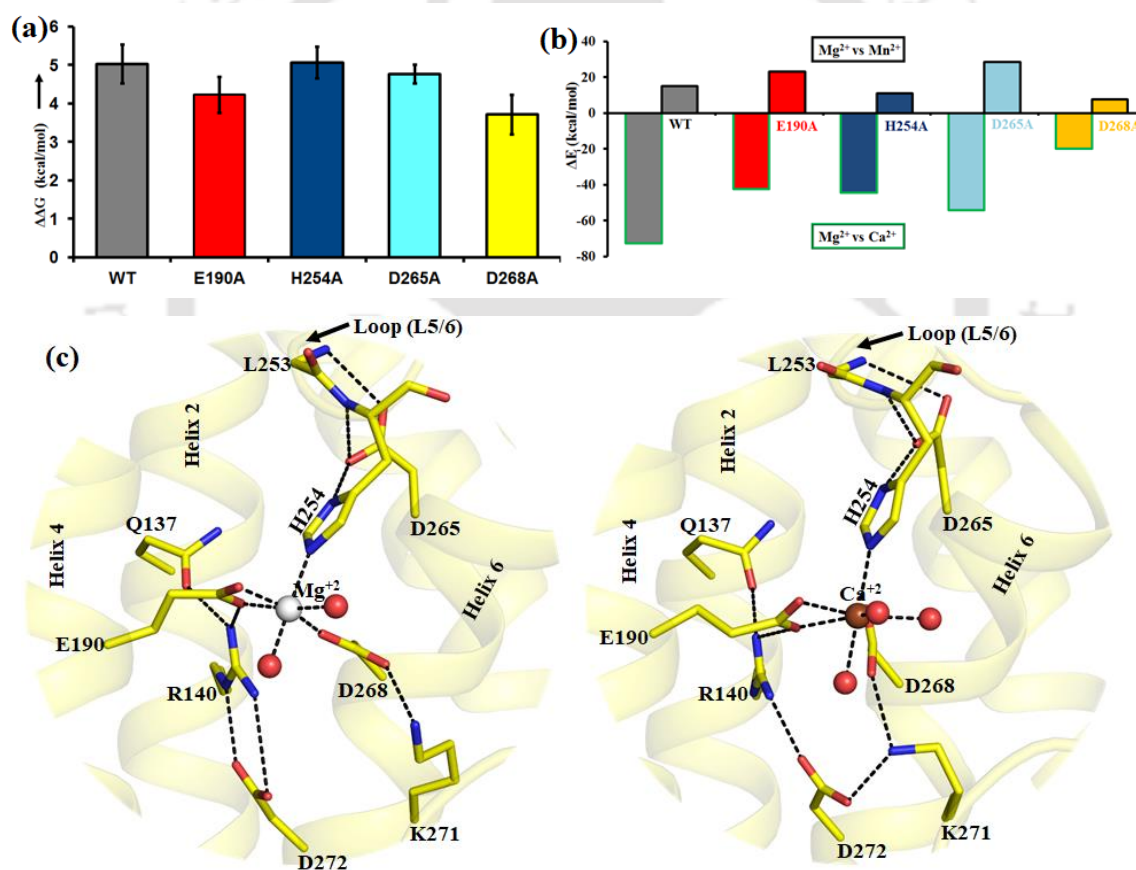 (a)
ΔΔG (kcal/mol)
6
5
4
3
2
1
0
WT E190A H254A D265A D268A
(b)
Mg²⁺ vs Mn²⁺
ΔEᵢ (kcal/mol)
40
20
0
-20
-40
-60
-80
WT E190A H254A D265A D268A
Mg²⁺ vs Ca²⁺
(c)
Loop (L5/6)
L253
Helix 2
H254
D265
Q137
Helix 4
Mg⁺²
Helix 6
E190
R140
D268
K271
D272
Loop (L5/6)
L253
Helix 2
H254
D265
Q137
Helix 4
Ca⁺²
Helix 6
E190
R140
D268
K271
D272